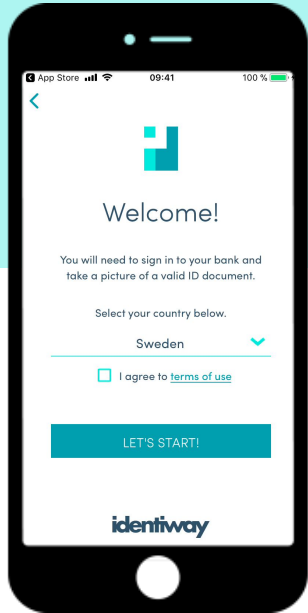 App Store 09:41 100 %
Welcome!
You will need to sign in to your bank and
take a picture of a valid ID document.
Select your country below.
Sweden
I agree to terms of use
LET'S START!
identiway